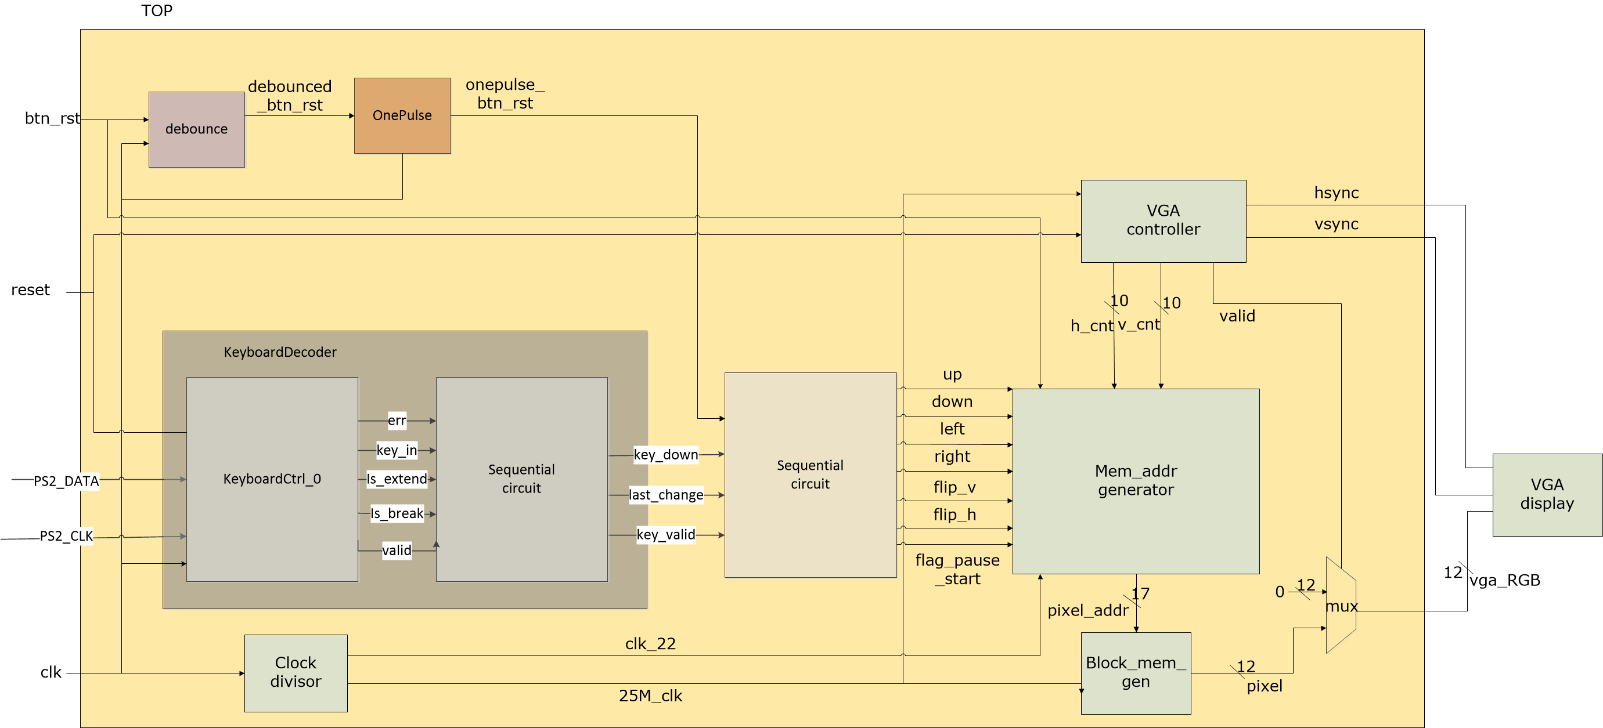 TOP
debounced
_btn_rst
onepulse_
btn_rst
btn_rst
debounce
OnePulse
VGA
controller
hsync
vsync
reset
10
10
h_cnt
v_cnt
valid
KeyboardDecoder
up
down
left
right
flip_v
flip_h
flag_pause
_start
err
key_in
Is_extend
Is_break
valid
KeyboardCtrl_0
Sequential
circuit
key_down
last_change
key_valid
Sequential
circuit
Mem_addr
generator
PS2_DATA
PS2_CLK
VGA
display
12
vga_RGB
0
12
mux
17
pixel_addr
clk
Clock
divisor
clk_22
25M_clk
Block_mem_
gen
12
pixel